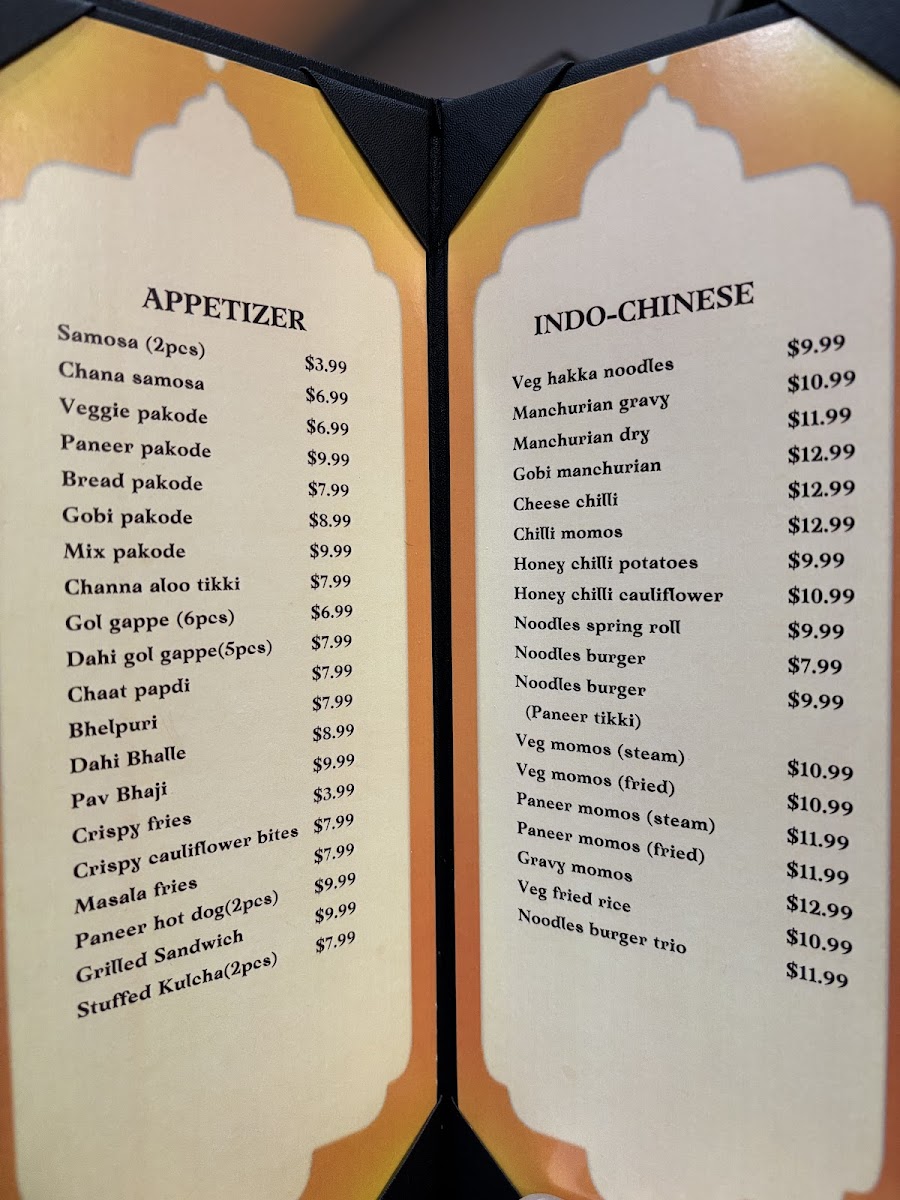 APPETIZER
Samosa (2pcs) $3.99
Chana samosa $6.99
Veggie pakode $6.99
Paneer pakode $9.99
Bread pakode $7.99
Gobi pakode $8.99
Mix pakode $9.99
Channa aloo tikki $7.99
Gol gappe (6pcs) $6.99
Dahi gol gappe(5pcs) $7.99
Chaat papdi $7.99
Bhelpuri $7.99
Dahi Bhalle $8.99
Pav Bhaji $9.99
Crispy fries $3.99
Crispy cauliflower bites $7.99
Masala fries $7.99
Paneer hot dog(2pcs) $9.99
Grilled Sandwich $9.99
Stuffed Kulcha(2pcs) $7.99
INDO-CHINESE
Veg hakka noodles $9.99
Manchurian gravy $10.99
Manchurian dry $11.99
Gobi manchurian $12.99
Cheese chilli $12.99
Chilli momos $12.99
Honey chilli potatoes $9.99
Honey chilli cauliflower $10.99
Noodles spring roll $9.99
Noodles burger $7.99
Noodles burger $9.99
(Paneer tikki)
Veg momos (steam) $10.99
Veg momos (fried) $10.99
Paneer momos (steam) $11.99
Paneer momos (fried) $11.99
Gravy momos $12.99
Veg fried rice $10.99
Noodles burger trio $11.99